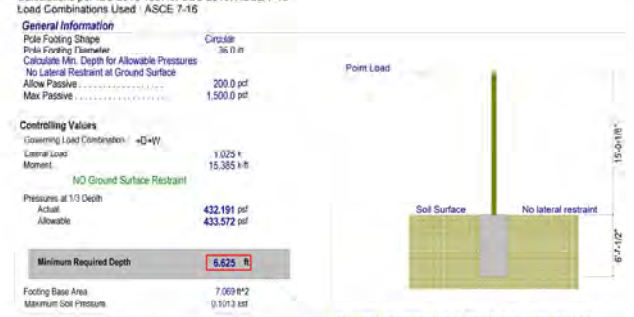 Load Combinations Used : ASCE 7-16
General Information
Pole Footing Shape Circular
Pole Footing Diameter 36.0 in
Calculate Min. Depth for Allowable Pressures
No Lateral Restraint at Ground Surface
Allow Passive . . . . . . . . . . . . . . . . . . 200.0 pcf
Max Passive . . . . . . . . . . . . . . . . . . . 1,500.0 psf
Controlling Values
Governing Load Combination : +D+W
Lateral Load 1.025 k
Moment 15.385 k-ft
NO Ground Surface Restraint
Pressures at 1/3 Depth
Actual 432.191 psf
Allowable 433.572 psf
Minimum Required Depth 6.625 ft
Footing Base Area 7.069 ft^2
Maximum Soil Pressure 0.1013 ksf
Point Load
15'-0-1/8"
Soil Surface No lateral restraint
6'-7-1/2"